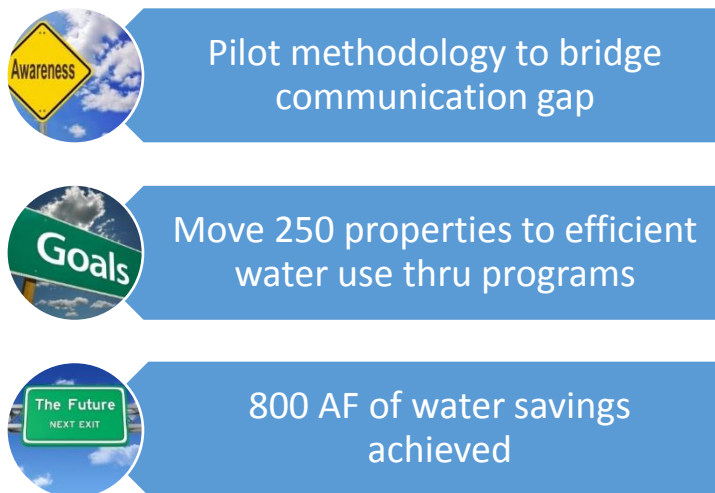 Awareness
Pilot methodology to bridge
communication gap
Goals
Move 250 properties to efficient
water use thru programs
The Future
NEXT EXIT
800 AF of water savings
achieved